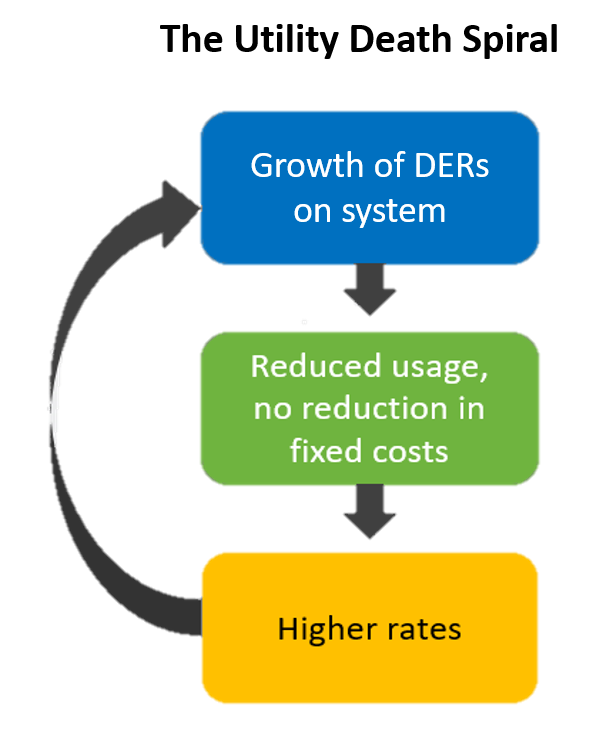 The Utility Death Spiral
Growth of DERs
on system
Reduced usage,
no reduction in
fixed costs
Higher rates